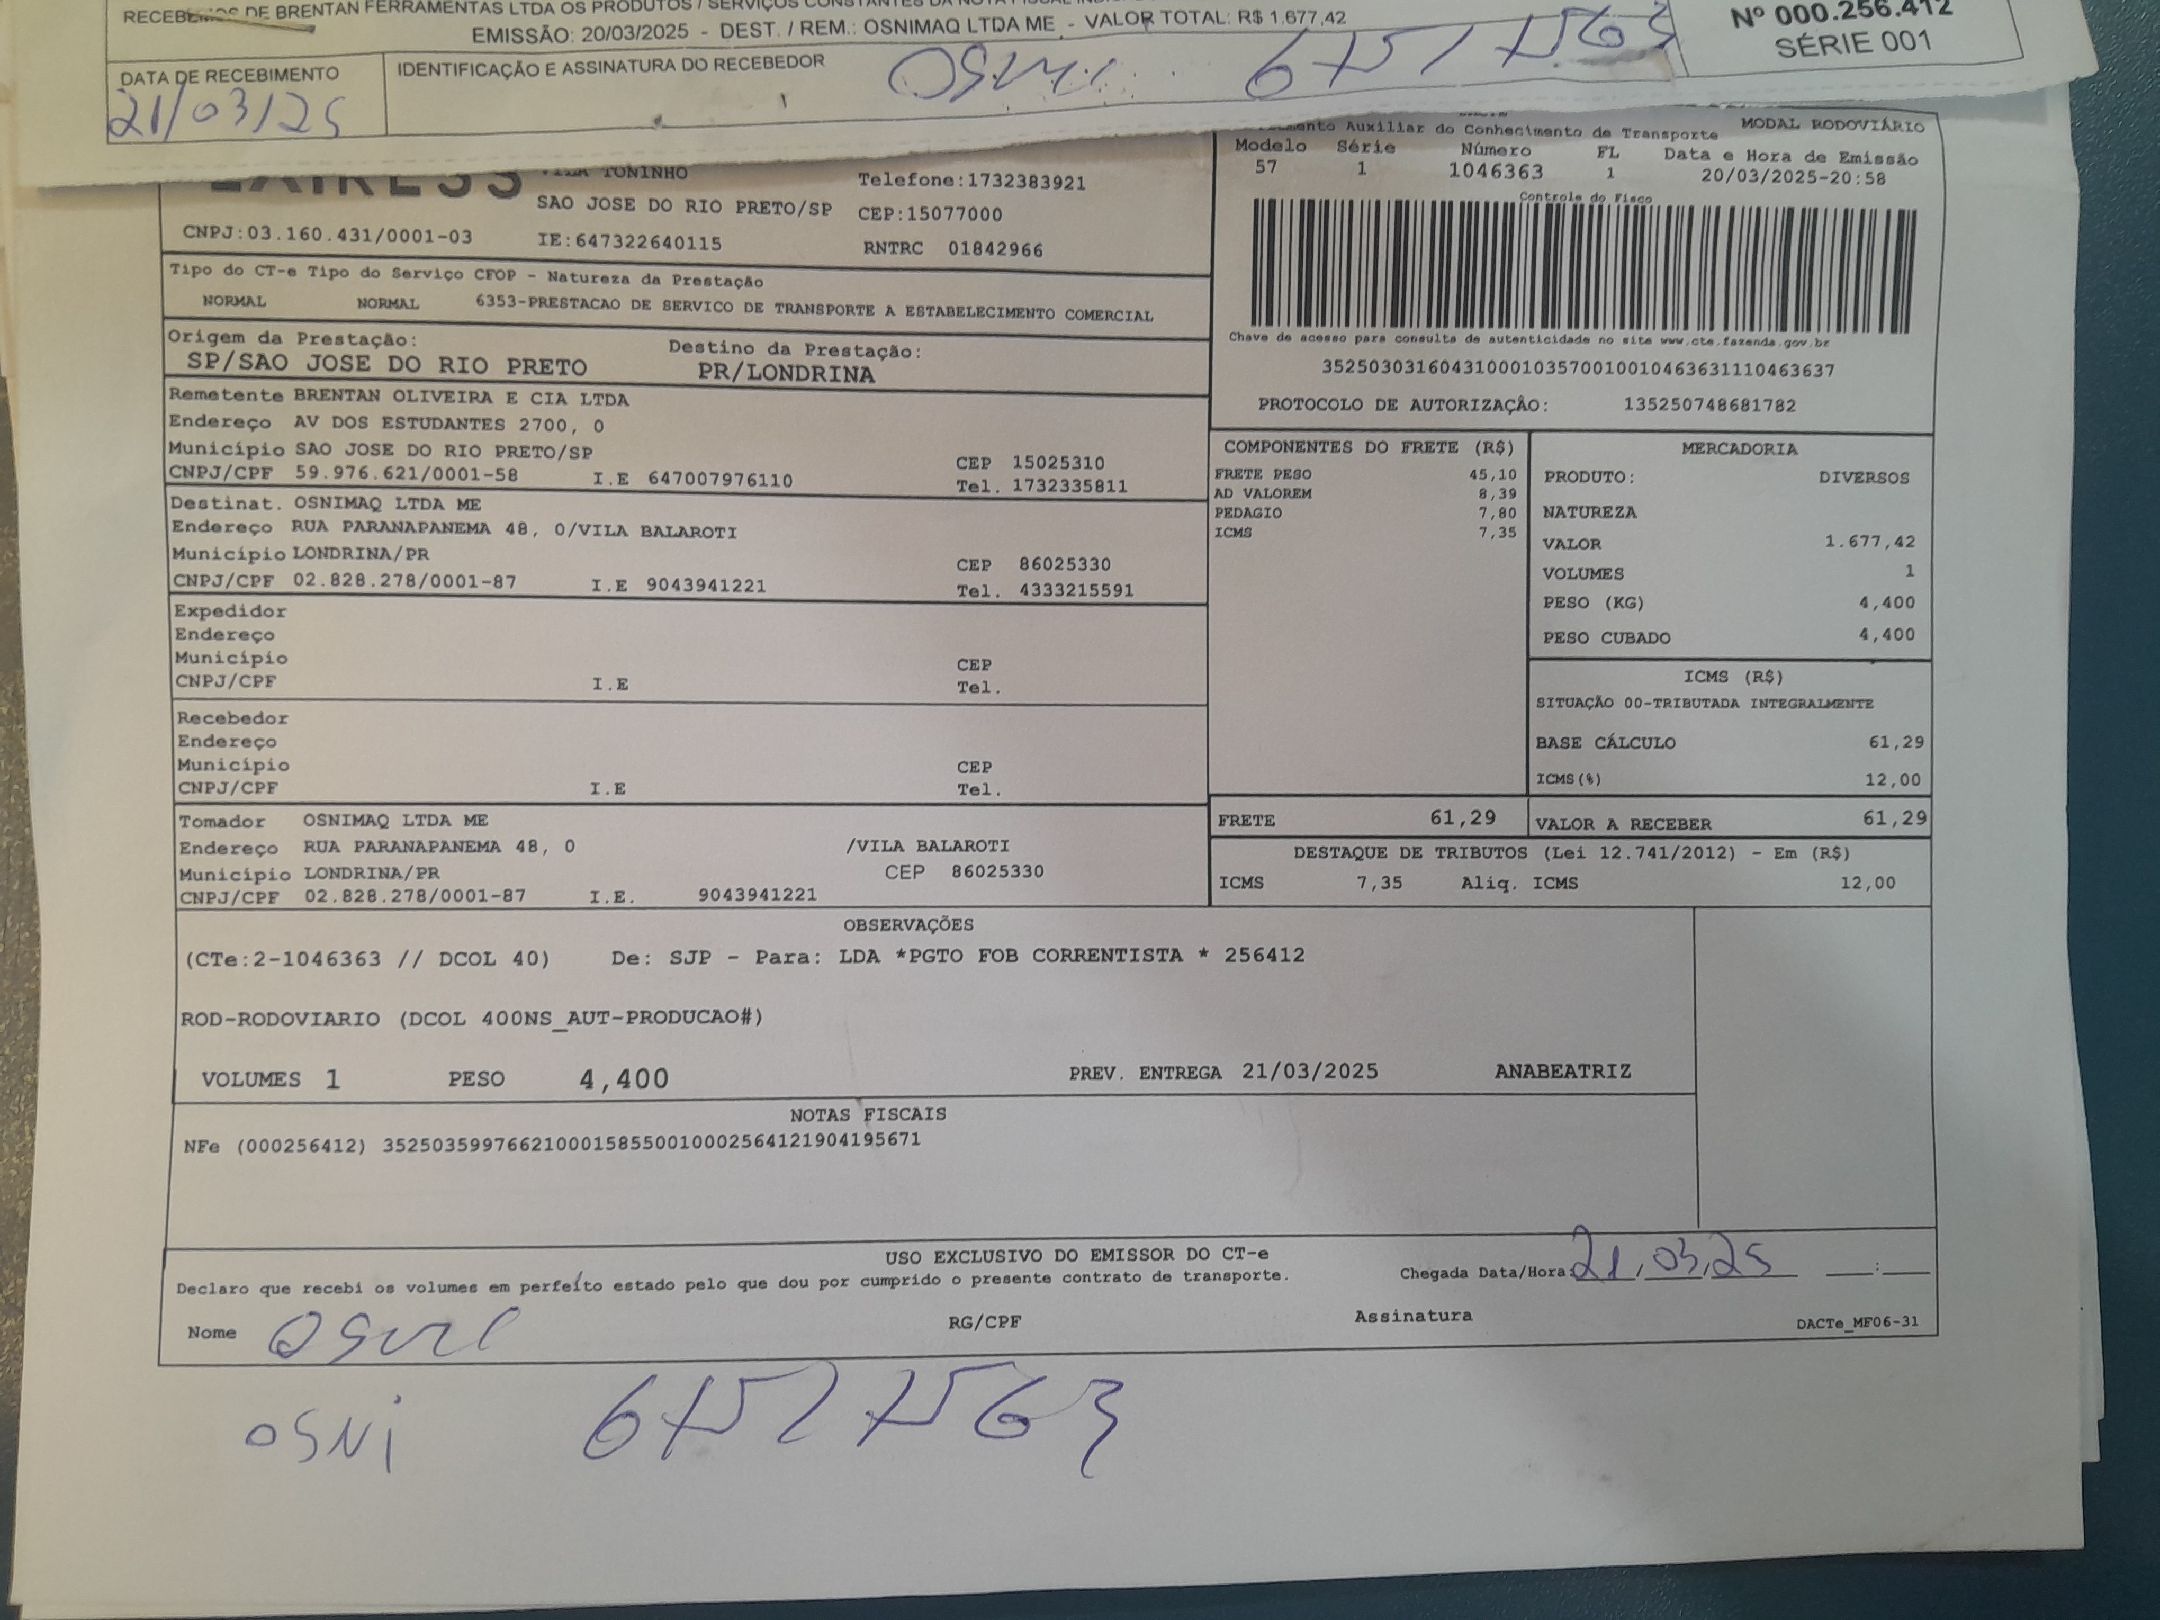 DE BRENTAN FERRAMENTAS LTDA OS PRODUTOS / SERVIÇOS CONSTANTES DA NOTA FISCAL
EMISSÃO: 20/03/2025 - DEST. / REM.: OSNIMAQ LTDA ME - VALOR TOTAL: R$ 1.677,42
Nº 000.256.412
SÉRIE 001
DATA DE RECEBIMENTO
21/03/25
IDENTIFICAÇÃO E ASSINATURA DO RECEBEDOR
Auxiliar do Conhecimento de Transporte
MODAL RODOVIÁRIO
Modelo Série Número FL Data e Hora de Emissão
57 1 1046363 1 20/03/2025-20:58
Controle do Fisco
TONINHO
Telefone:1732383921
SAO JOSE DO RIO PRETO/SP CEP:15077000
CNPJ:03.160.431/0001-03 IE:647322640115 RNTRC 01842966
Tipo do CT-e Tipo do Serviço CFOP - Natureza da Prestação
NORMAL NORMAL 6353-PRESTACAO DE SERVICO DE TRANSPORTE A ESTABELECIMENTO COMERCIAL
Chave de acesso para consulta de autenticidade no site www.cte.fazenda.gov.br
35250303160431000103570010010463631110463637
PROTOCOLO DE AUTORIZAÇÃO: 135250748681782
Origem da Prestação: Destino da Prestação:
SP/SAO JOSE DO RIO PRETO PR/LONDRINA
Remetente BRENTAN OLIVEIRA E CIA LTDA
Endereço AV DOS ESTUDANTES 2700, 0
Município SAO JOSE DO RIO PRETO/SP CEP 15025310
CNPJ/CPF 59.976.621/0001-58 I.E 647007976110 Tel. 1732335811
Destinat. OSNIMAQ LTDA ME
Endereço RUA PARANAPANEMA 48, 0/VILA BALAROTI
Município LONDRINA/PR CEP 86025330
CNPJ/CPF 02.828.278/0001-87 I.E 9043941221 Tel. 4333215591
Expedidor
Endereço
Município CEP
CNPJ/CPF I.E Tel.
Recebedor
Endereço
Município CEP
CNPJ/CPF I.E Tel.
Tomador OSNIMAQ LTDA ME
Endereço RUA PARANAPANEMA 48, 0 /VILA BALAROTI
Município LONDRINA/PR CEP 86025330
CNPJ/CPF 02.828.278/0001-87 I.E. 9043941221
COMPONENTES DO FRETE (R$)
FRETE PESO 45,10
AD VALOREM 8,39
PEDAGIO 7,80
ICMS 7,35
MERCADORIA
PRODUTO: DIVERSOS
NATUREZA
VALOR 1.677,42
VOLUMES 1
PESO (KG) 4,400
PESO CUBADO 4,400
ICMS (R$)
SITUAÇÃO 00-TRIBUTADA INTEGRALMENTE
BASE CÁLCULO 61,29
ICMS(%) 12,00
FRETE 61,29 VALOR A RECEBER 61,29
DESTAQUE DE TRIBUTOS (Lei 12.741/2012) - Em (R$)
ICMS 7,35 Aliq. ICMS 12,00
OBSERVAÇÕES
(CTe:2-1046363 // DCOL 40) De: SJP - Para: LDA *PGTO FOB CORRENTISTA * 256412
ROD-RODOVIARIO (DCOL 400NS_AUT-PRODUCAO#)
VOLUMES 1 PESO 4,400 PREV. ENTREGA 21/03/2025 ANABEATRIZ
NOTAS FISCAIS
NFe (000256412) 35250359976621000158550010002564121904195671
USO EXCLUSIVO DO EMISSOR DO CT-e
Declaro que recebi os volumes em perfeito estado pelo que dou por cumprido o presente contrato de transporte.
Chegada Data/Hora: 21/03/25 __:__
Nome RG/CPF Assinatura
DACTe_MF06-31
OSNi